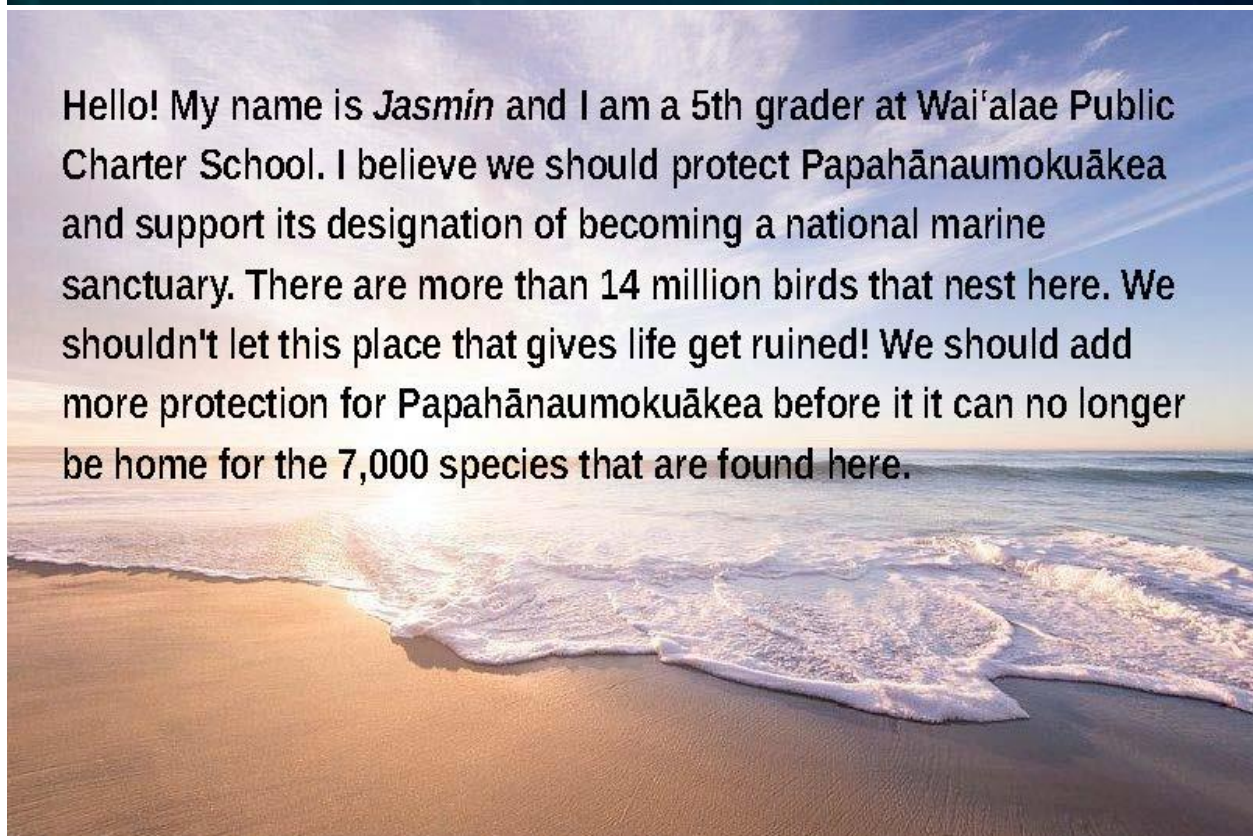 Hello! My name is Jasmin and I am a 5th grader at Waiʻalae Public
Charter School. I believe we should protect Papahānaumokuākea
and support its designation of becoming a national marine
sanctuary. There are more than 14 million birds that nest here. We
shouldn't let this place that gives life get ruined! We should add
more protection for Papahānaumokuākea before it it can no longer
be home for the 7,000 species that are found here.